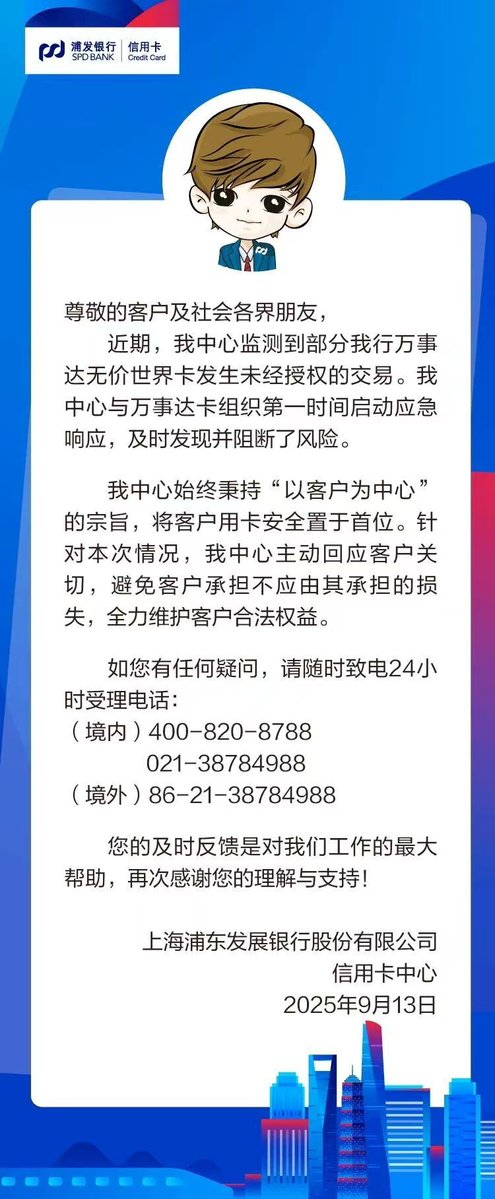 浦发银行 信用卡
SPD BANK Credit Card
尊敬的客户及社会各界朋友，
近期，我中心监测到部分我行万事
达无价世界卡发生未经授权的交易。我
中心与万事达卡组织第一时间启动应急
响应，及时发现并阻断了风险。
我中心始终秉持“以客户为中心”
的宗旨，将客户用卡安全置于首位。针
对本次情况，我中心主动回应客户关
切，避免客户承担不应由其承担的损
失，全力维护客户合法权益。
如您有任何疑问，请随时致电24小
时受理电话：
（境内）400-820-8788
021-38784988
（境外）86-21-38784988
您的及时反馈是对我们工作的最大
帮助，再次感谢您的理解与支持！
上海浦东发展银行股份有限公司
信用卡中心
2025年9月13日